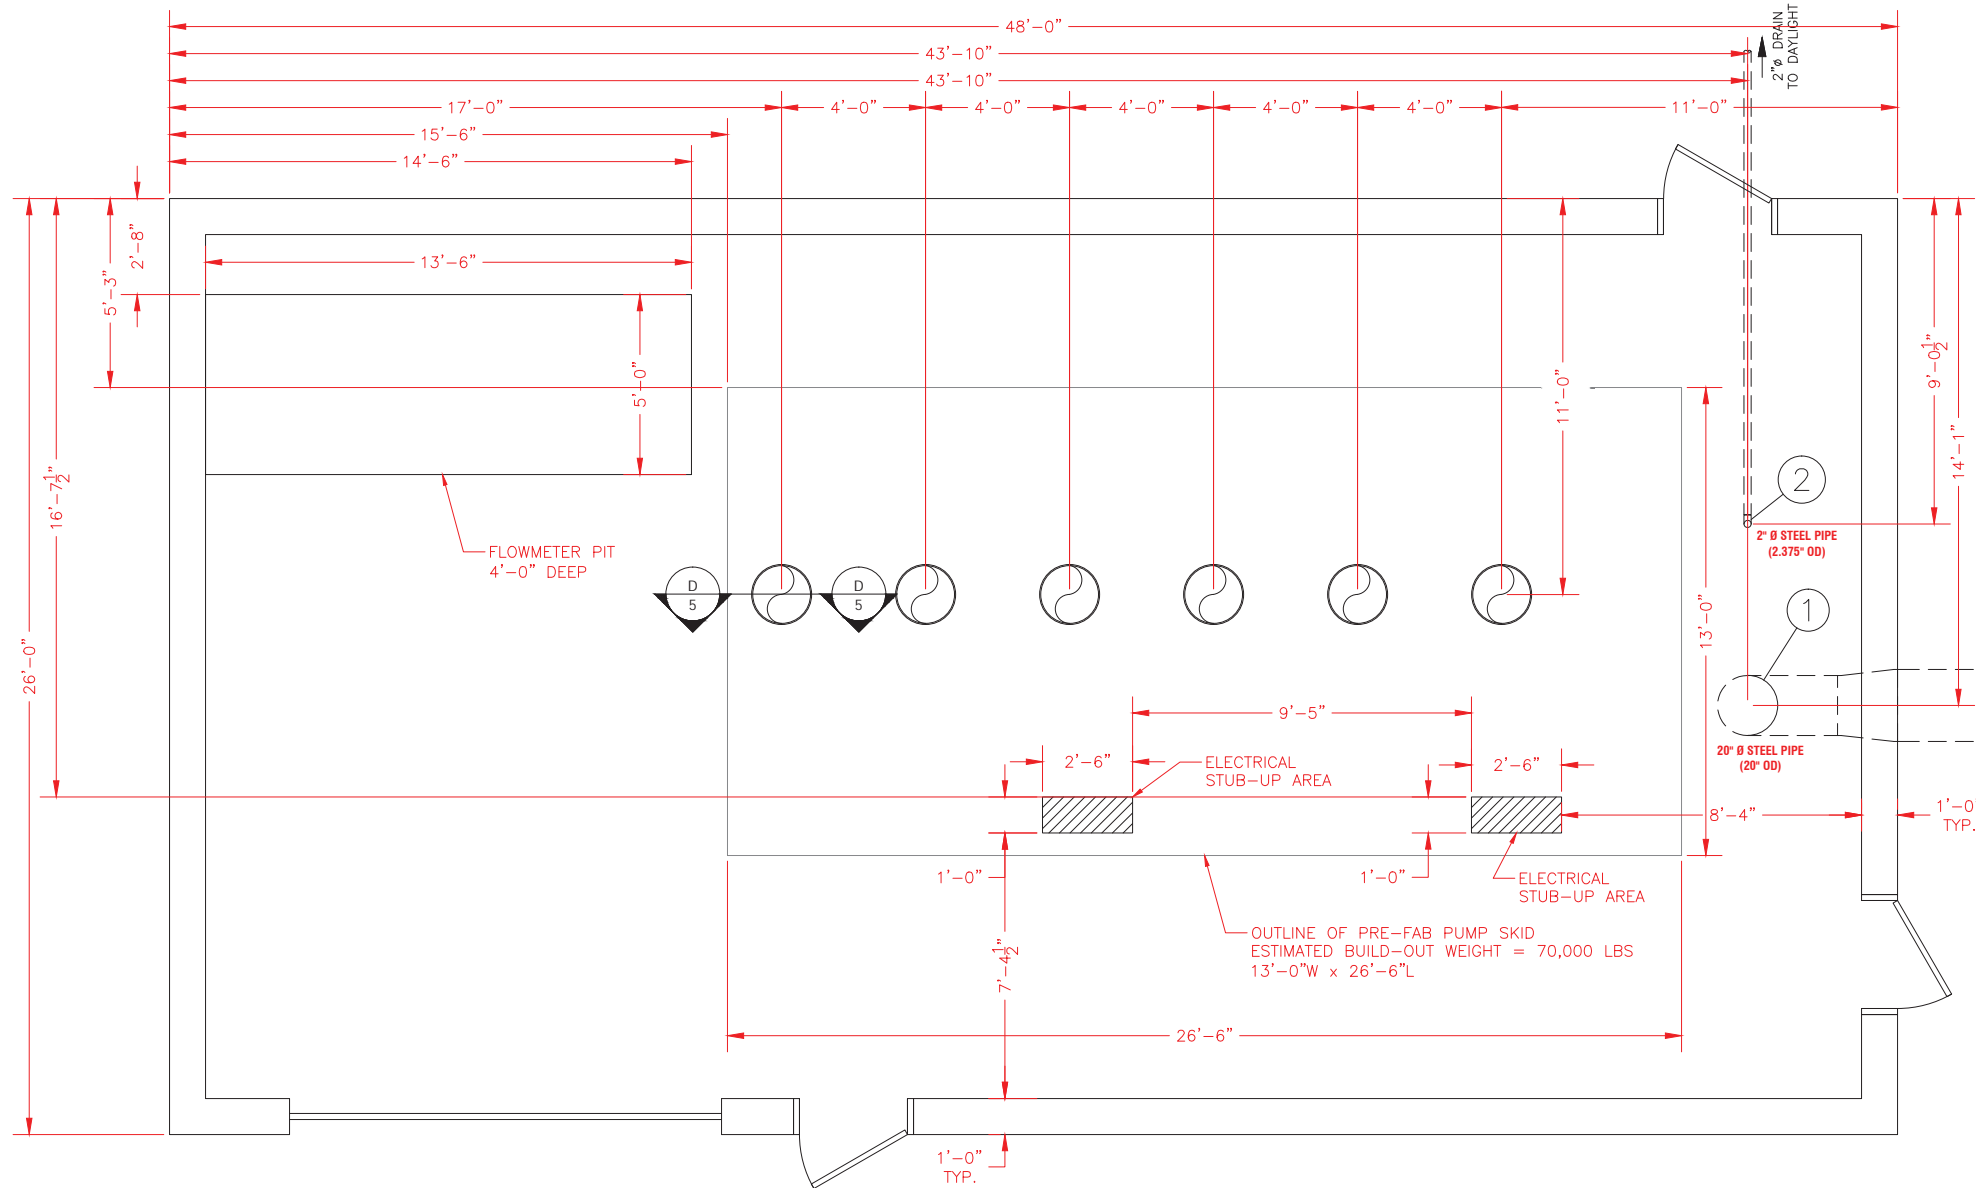 48'-0"
43'-10"
43'-10"
17'-0"
4'-0"
4'-0"
4'-0"
4'-0"
4'-0"
11'-0"
15'-6"
14'-6"
2"ø DRAIN
TO DAYLIGHT
2'-8"
5'-3"
13'-6"
5'-0"
11'-0"
9'-0 1/2"
14'-1"
16'-7 1/2"
26'-0"
FLOWMETER PIT
4'-0" DEEP
D
5
D
5
2
2" Ø STEEL PIPE
(2.375" OD)
1
13'-0"
20" Ø STEEL PIPE
(20" OD)
9'-5"
2'-6"
ELECTRICAL
STUB-UP AREA
2'-6"
8'-4"
1'-0
TYP.
1'-0"
1'-0"
ELECTRICAL
STUB-UP AREA
OUTLINE OF PRE-FAB PUMP SKID
ESTIMATED BUILD-OUT WEIGHT = 70,000 LBS
13'-0"W x 26'-6"L
7'-4 1/2"
26'-6"
1'-0"
TYP.